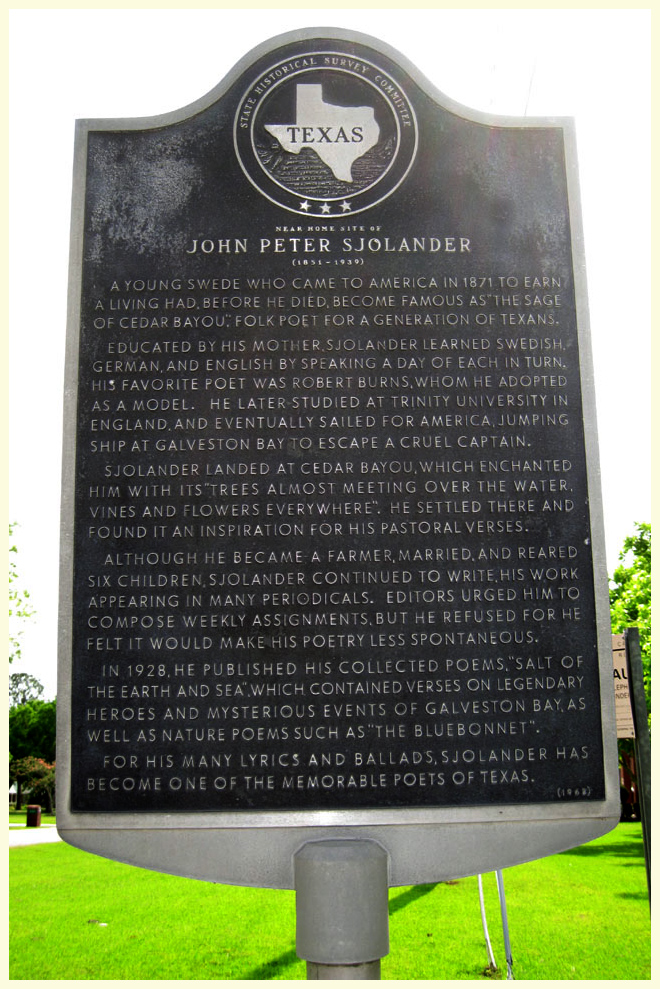 STATE HISTORICAL SURVEY COMMITTEE
TEXAS
NEAR HOME SITE OF
JOHN PETER SJOLANDER
(1851-1939)
A YOUNG SWEDE WHO CAME TO AMERICA IN 1871 TO EARN
A LIVING HAD, BEFORE HE DIED, BECOME FAMOUS AS "THE SAGE
OF CEDAR BAYOU", FOLK POET FOR A GENERATION OF TEXANS.
EDUCATED BY HIS MOTHER, SJOLANDER LEARNED SWEDISH,
GERMAN, AND ENGLISH BY SPEAKING A DAY OF EACH IN TURN.
HIS FAVORITE POET WAS ROBERT BURNS, WHOM HE ADOPTED
AS A MODEL. HE LATER STUDIED AT TRINITY UNIVERSITY IN
ENGLAND, AND EVENTUALLY SAILED FOR AMERICA, JUMPING
SHIP AT GALVESTON BAY TO ESCAPE A CRUEL CAPTAIN.
SJOLANDER LANDED AT CEDAR BAYOU, WHICH ENCHANTED
HIM WITH ITS "TREES ALMOST MEETING OVER THE WATER,
VINES AND FLOWERS EVERYWHERE". HE SETTLED THERE AND
FOUND IT AN INSPIRATION FOR HIS PASTORAL VERSES.
ALTHOUGH HE BECAME A FARMER, MARRIED, AND REARED
SIX CHILDREN, SJOLANDER CONTINUED TO WRITE, HIS WORK
APPEARING IN MANY PERIODICALS. EDITORS URGED HIM TO
COMPOSE WEEKLY ASSIGNMENTS, BUT HE REFUSED FOR HE
FELT IT WOULD MAKE HIS POETRY LESS SPONTANEOUS.
IN 1928, HE PUBLISHED HIS COLLECTED POEMS, "SALT OF
THE EARTH AND SEA", WHICH CONTAINED VERSES ON LEGENDARY
HEROES AND MYSTERIOUS EVENTS OF GALVESTON BAY, AS
WELL AS NATURE POEMS SUCH AS "THE BLUEBONNET".
FOR HIS MANY LYRICS AND BALLADS, SJOLANDER HAS
BECOME ONE OF THE MEMORABLE POETS OF TEXAS.
(1968)